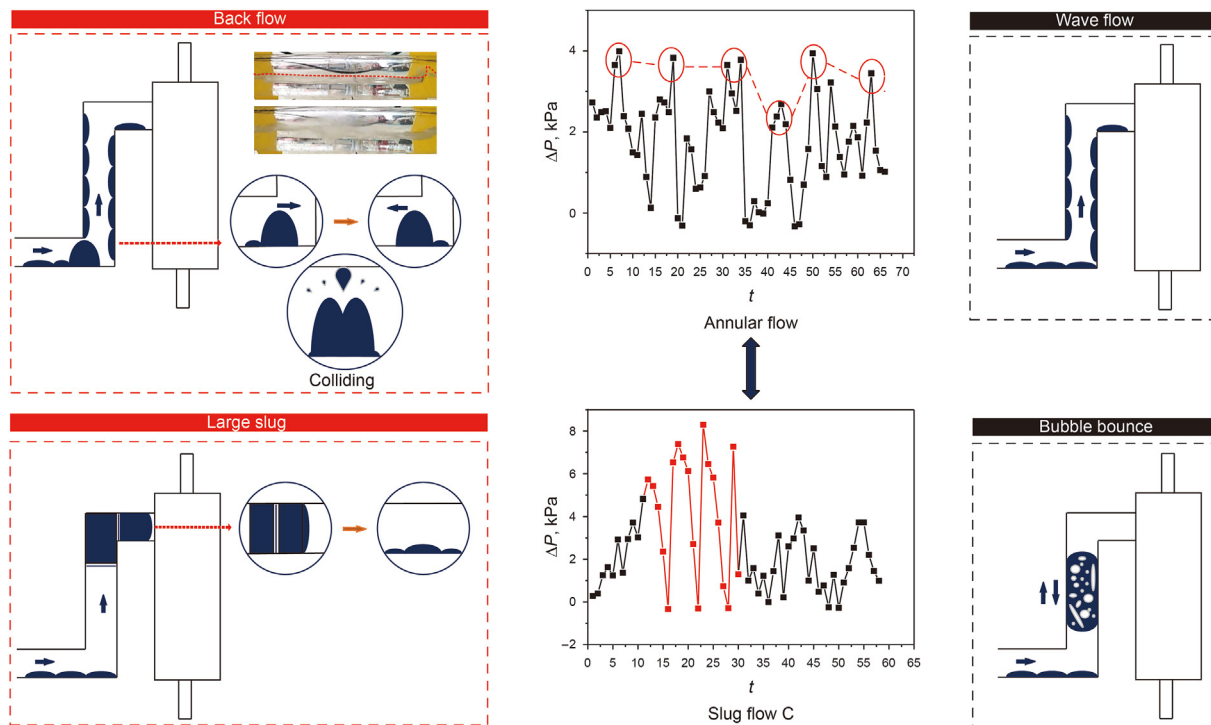 Back flow
Colliding
Large slug
4
2
0
ΔP, kPa
0 5 10 15 20 25 30 35 40 45 50 55 60 65 70
t
Annular flow
8
6
4
2
0
–2
ΔP, kPa
0 5 10 15 20 25 30 35 40 45 50 55 60 65
t
Slug flow C
Wave flow
Bubble bounce